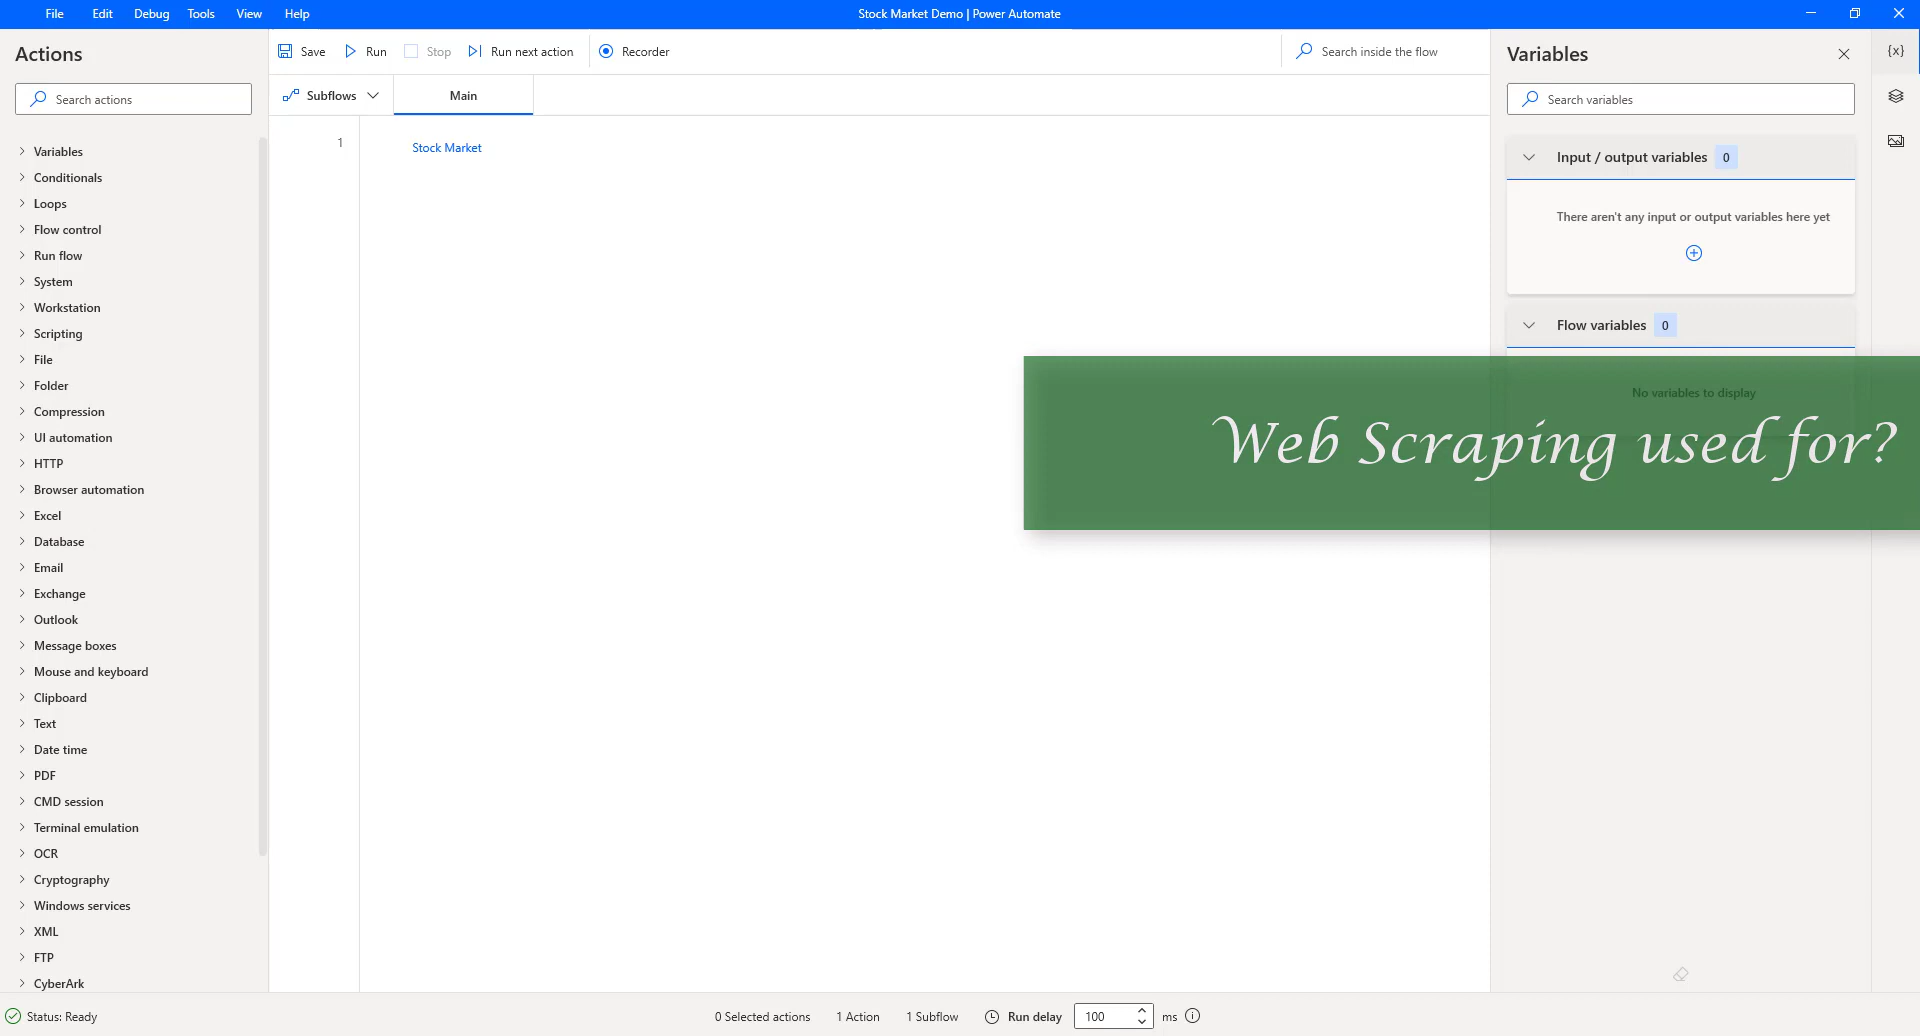 File Edit Debug Tools View Help
Stock Market Demo | Power Automate
Actions
Search actions
Variables
Conditionals
Loops
Flow control
Run flow
System
Workstation
Scripting
File
Folder
Compression
UI automation
HTTP
Browser automation
Excel
Database
Email
Exchange
Outlook
Message boxes
Mouse and keyboard
Clipboard
Text
Date time
PDF
CMD session
Terminal emulation
OCR
Cryptography
Windows services
XML
FTP
CyberArk
Save Run Stop Run next action Recorder
Search inside the flow
Subflows Main
1 Stock Market
Variables
{x}
Search variables
Input / output variables 0
There aren't any input or output variables here yet
Flow variables 0
No variables to display
Web Scraping used for?
Status: Ready
0 Selected actions 1 Action 1 Subflow Run delay 100 ms